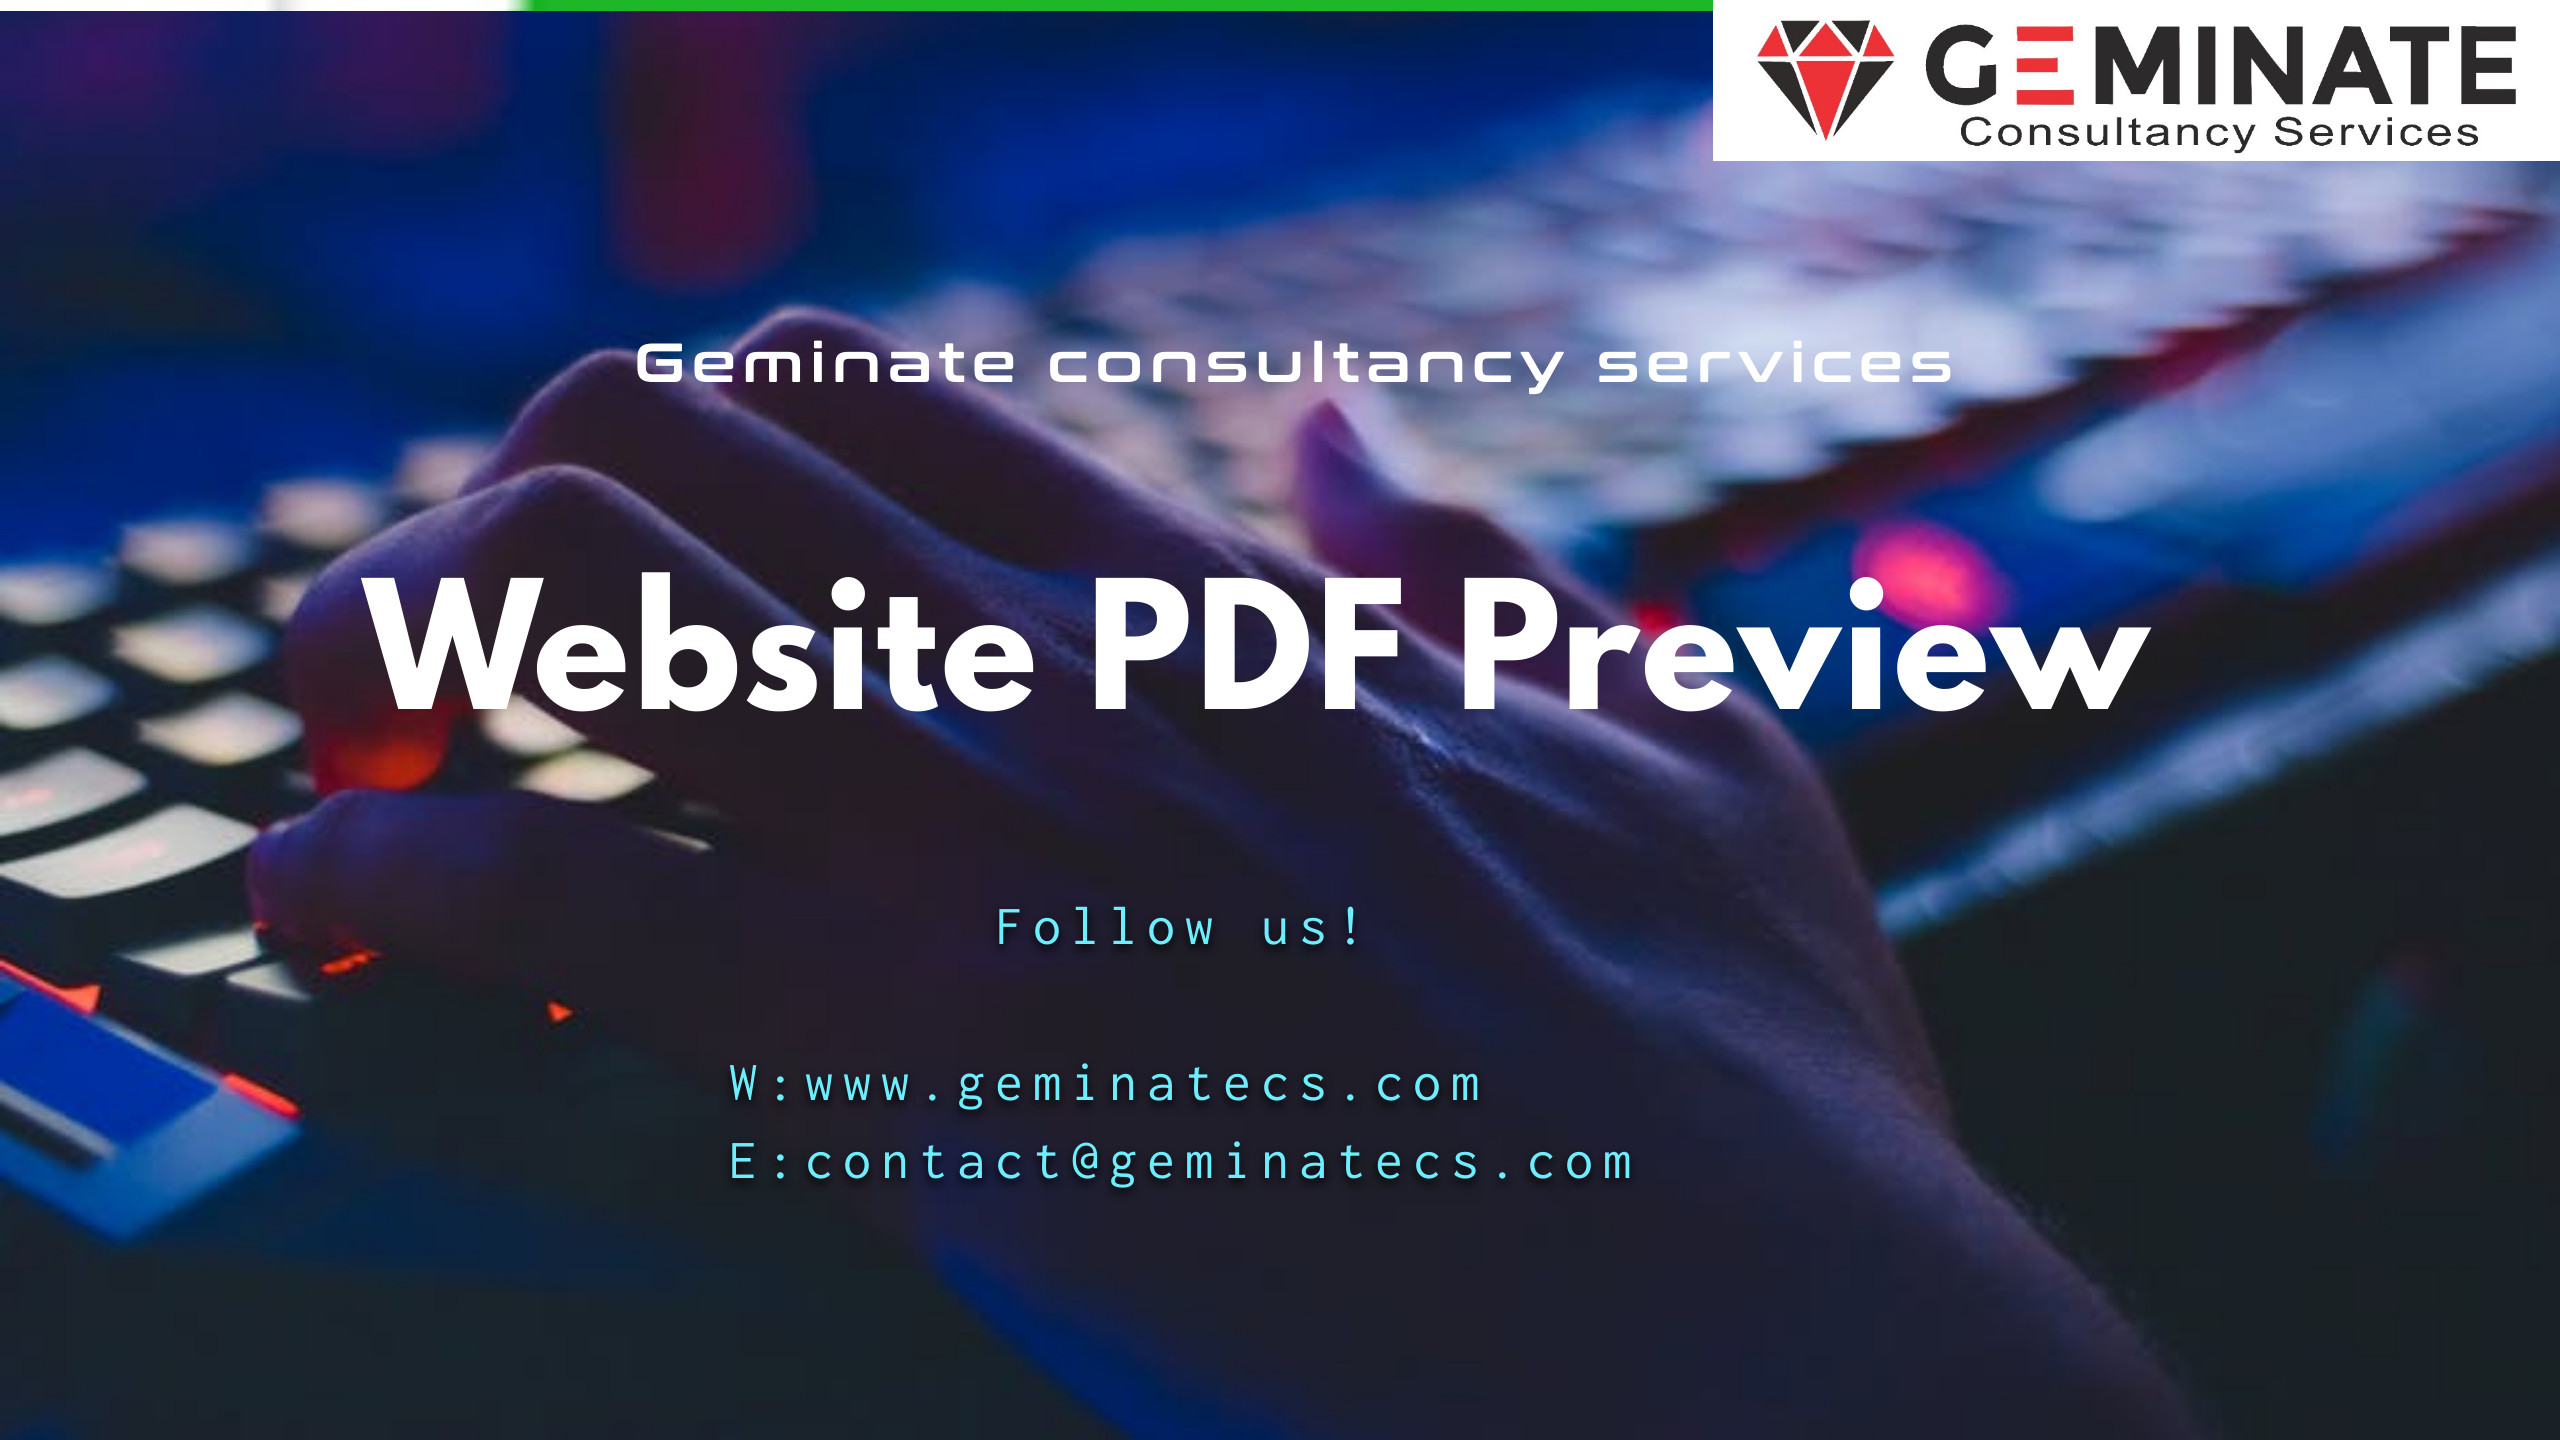 GEMINATE
Consultancy Services
Geminate consultancy services
Website PDF Preview
Follow us!
W:www.geminatecs.com
E:contact@geminatecs.com